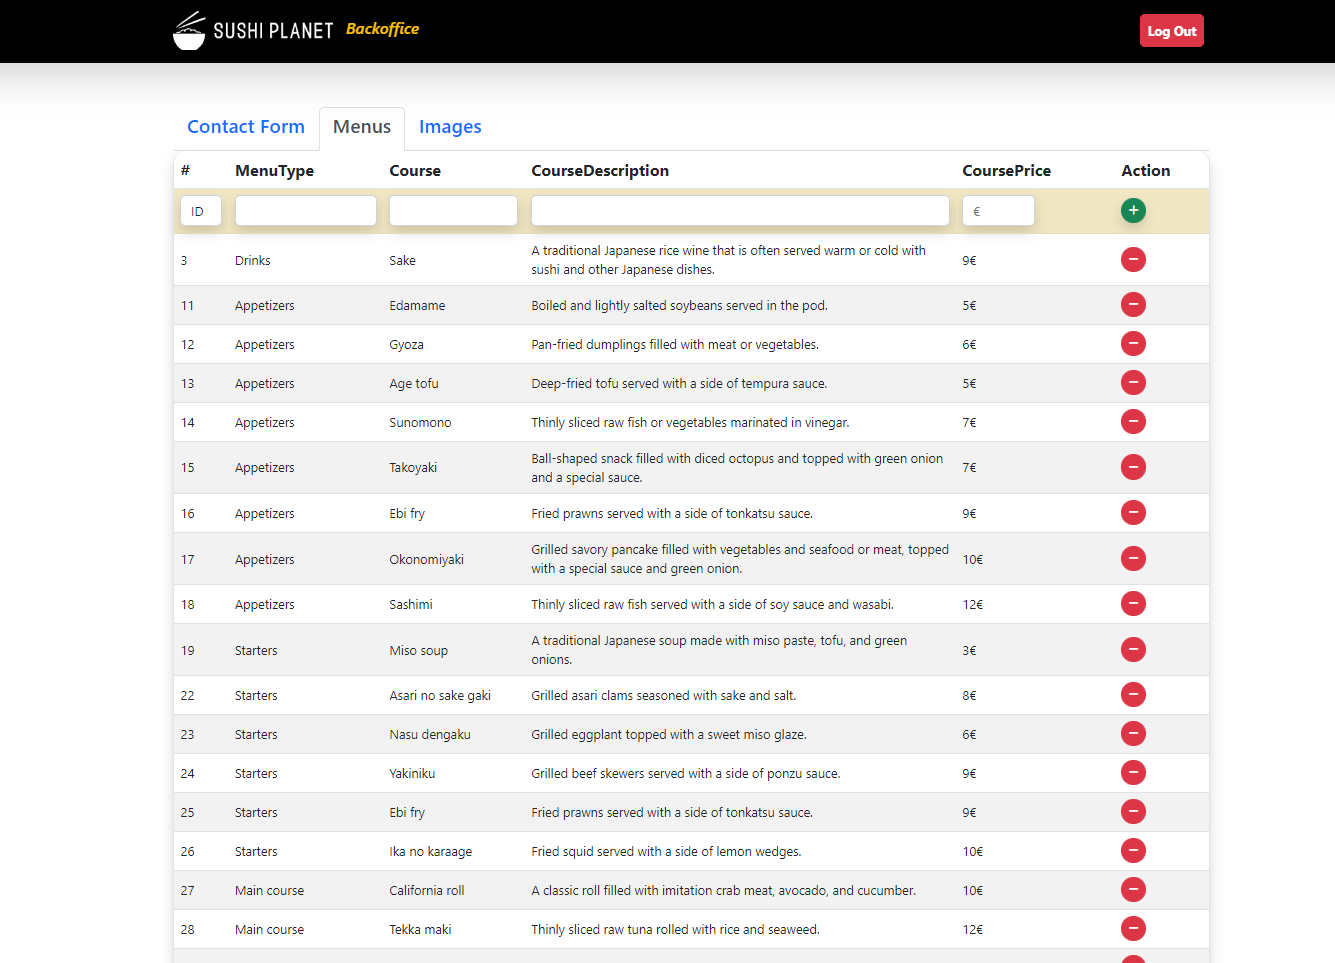 SUSHI PLANET Backoffice Log Out
Contact Form Menus Images
# MenuType Course CourseDescription CoursePrice Action
ID € +
3 Drinks Sake A traditional Japanese rice wine that is often served warm or cold with
sushi and other Japanese dishes. 9€
11 Appetizers Edamame Boiled and lightly salted soybeans served in the pod. 5€
12 Appetizers Gyoza Pan-fried dumplings filled with meat or vegetables. 6€
13 Appetizers Age tofu Deep-fried tofu served with a side of tempura sauce. 5€
14 Appetizers Sunomono Thinly sliced raw fish or vegetables marinated in vinegar. 7€
15 Appetizers Takoyaki Ball-shaped snack filled with diced octopus and topped with green onion
and a special sauce. 7€
16 Appetizers Ebi fry Fried prawns served with a side of tonkatsu sauce. 9€
17 Appetizers Okonomiyaki Grilled savory pancake filled with vegetables and seafood or meat, topped
with a special sauce and green onion. 10€
18 Appetizers Sashimi Thinly sliced raw fish served with a side of soy sauce and wasabi. 12€
19 Starters Miso soup A traditional Japanese soup made with miso paste, tofu, and green
onions. 3€
22 Starters Asari no sake gaki Grilled asari clams seasoned with sake and salt. 8€
23 Starters Nasu dengaku Grilled eggplant topped with a sweet miso glaze. 6€
24 Starters Yakiniku Grilled beef skewers served with a side of ponzu sauce. 9€
25 Starters Ebi fry Fried prawns served with a side of tonkatsu sauce. 9€
26 Starters Ika no karaage Fried squid served with a side of lemon wedges. 10€
27 Main course California roll A classic roll filled with imitation crab meat, avocado, and cucumber. 10€
28 Main course Tekka maki Thinly sliced raw tuna rolled with rice and seaweed. 12€